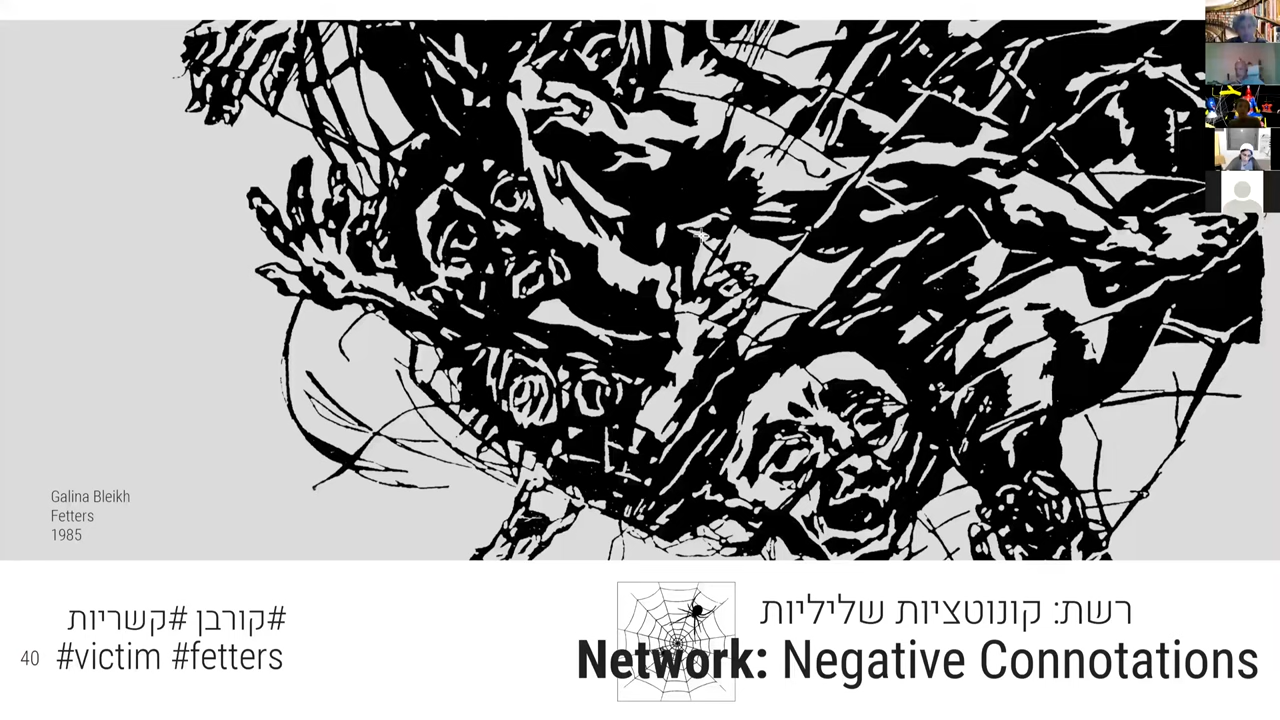 Galina Bleikh
Fetters
1985
#קורבן #קשריות
#victim #fetters
40
רשת: קונוטציות שליליות
Network: Negative Connotations